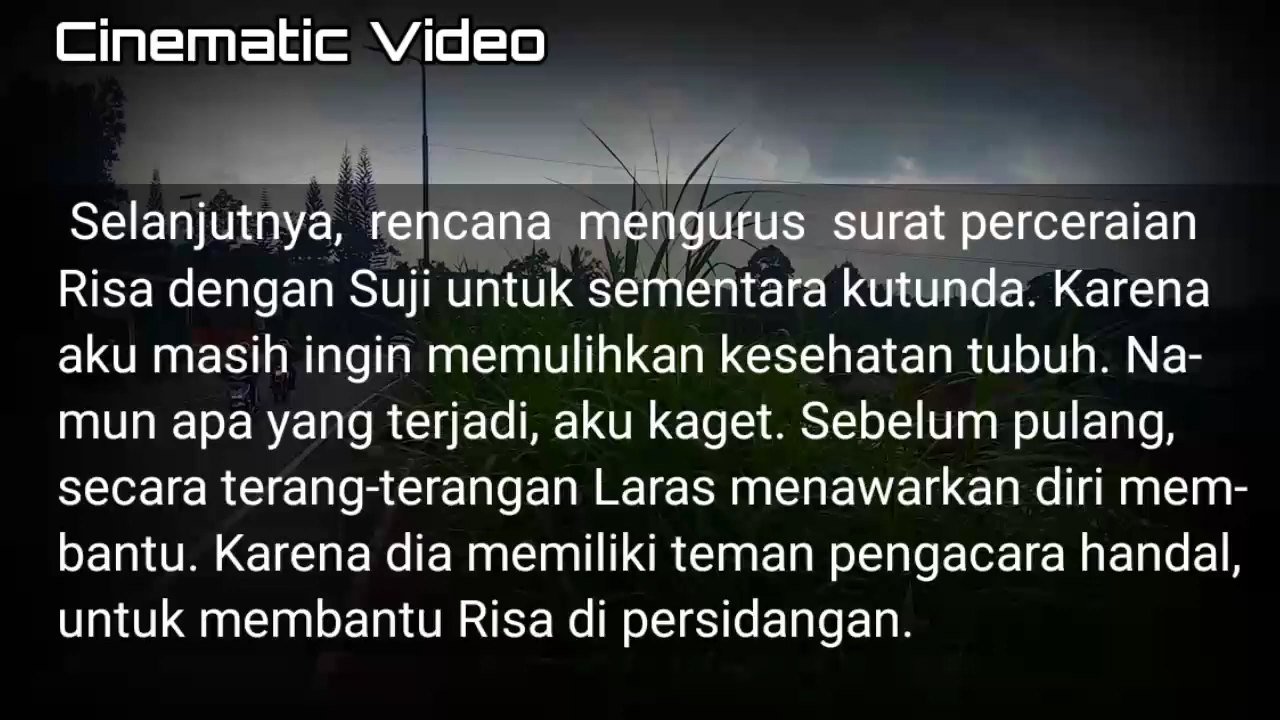 Cinematic Video
Selanjutnya, rencana mengurus surat perceraian
Risa dengan Suji untuk sementara kutunda. Karena
aku masih ingin memulihkan kesehatan tubuh. Na-
mun apa yang terjadi, aku kaget. Sebelum pulang,
secara terang-terangan Laras menawarkan diri mem-
bantu. Karena dia memiliki teman pengacara handal,
untuk membantu Risa di persidangan.